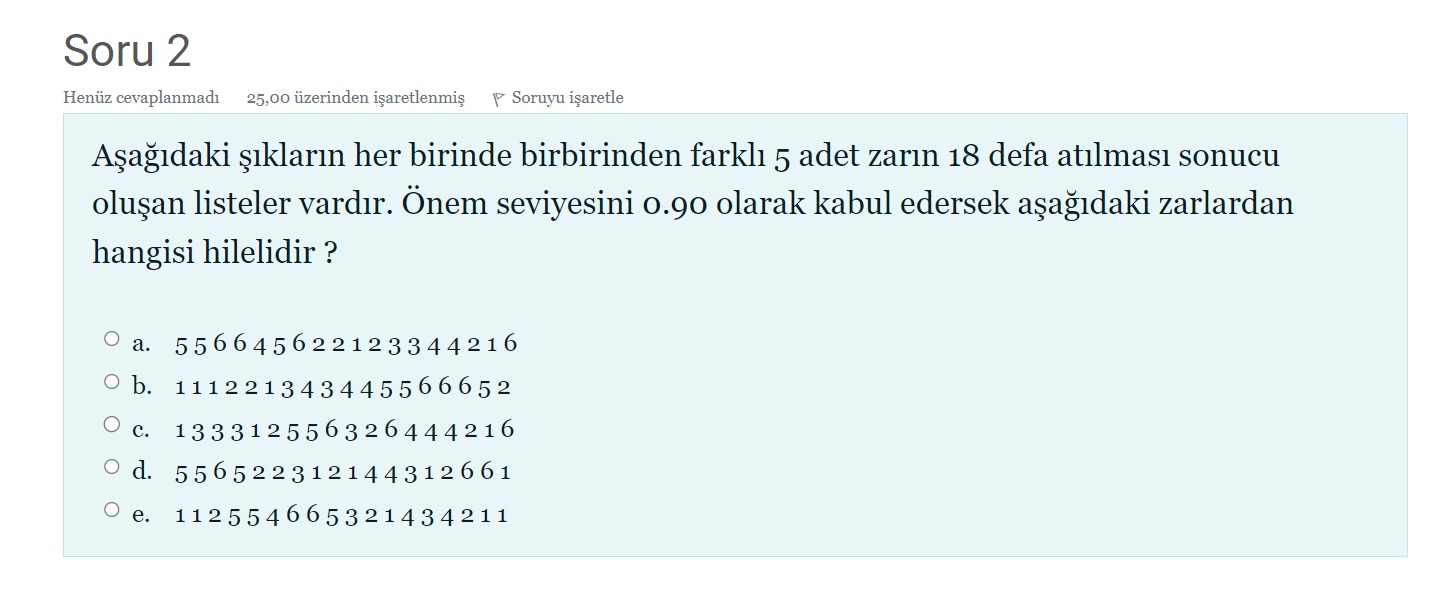 Soru 2
Henüz cevaplanmadı 25,00 üzerinden işaretlenmiş Soruyu işaretle
Aşağıdaki şıkların her birinde birbirinden farklı 5 adet zarın 18 defa atılması sonucu
oluşan listeler vardır. Önem seviyesini 0.90 olarak kabul edersek aşağıdaki zarlardan
hangisi hilelidir ?
a. 5 5 6 6 4 5 6 2 2 1 2 3 3 4 4 2 1 6
b. 1 1 1 2 2 1 3 4 3 4 4 5 5 6 6 6 5 2
c. 1 3 3 3 1 2 5 5 6 3 2 6 4 4 4 2 1 6
d. 5 5 6 5 2 2 3 1 2 1 4 4 3 1 2 6 6 1
e. 1 1 2 5 5 4 6 6 5 3 2 1 4 3 4 2 1 1